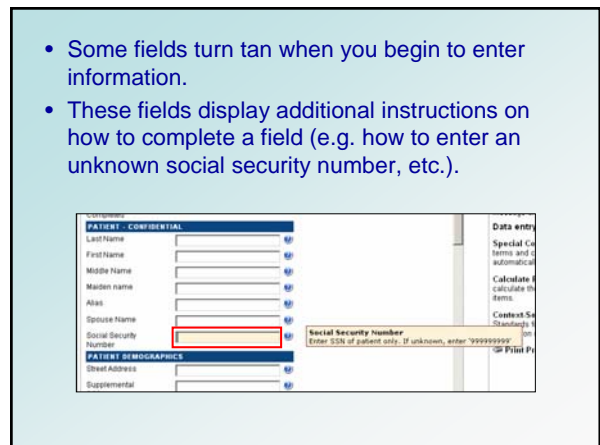 • Some fields turn tan when you begin to enter
information.
• These fields display additional instructions on
how to complete a field (e.g. how to enter an
unknown social security number, etc.).
PATIENT - CONFIDENTIAL
Last Name
First Name
Middle Name
Maiden name
Alias
Spouse Name
Social Security
Number
Social Security Number
Enter SSN of patient only. If unknown, enter '999999999'
PATIENT DEMOGRAPHICS
Street Address
Supplemental
Data entry
Special Co
terms and c
automatical
Calculate
calculate th
items.
Context-Se
Standards f
Print Pr